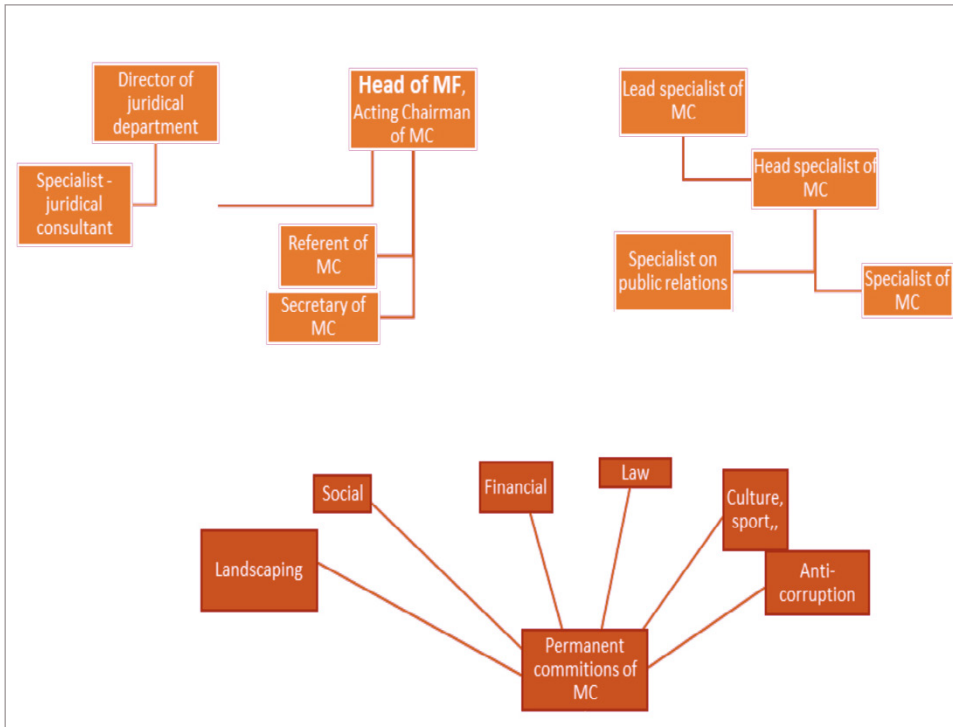 Director of
juridical
department
Specialist -
juridical
consultant
Head of MF,
Acting Chairman
of MC
Referent of
MC
Secretary of
MC
Lead specialist of
MC
Head specialist of
MC
Specialist on
public relations
Specialist of
MC
Landscaping
Social
Financial
Law
Culture,
sport,,
Anti-
corruption
Permanent
commitions of
MC